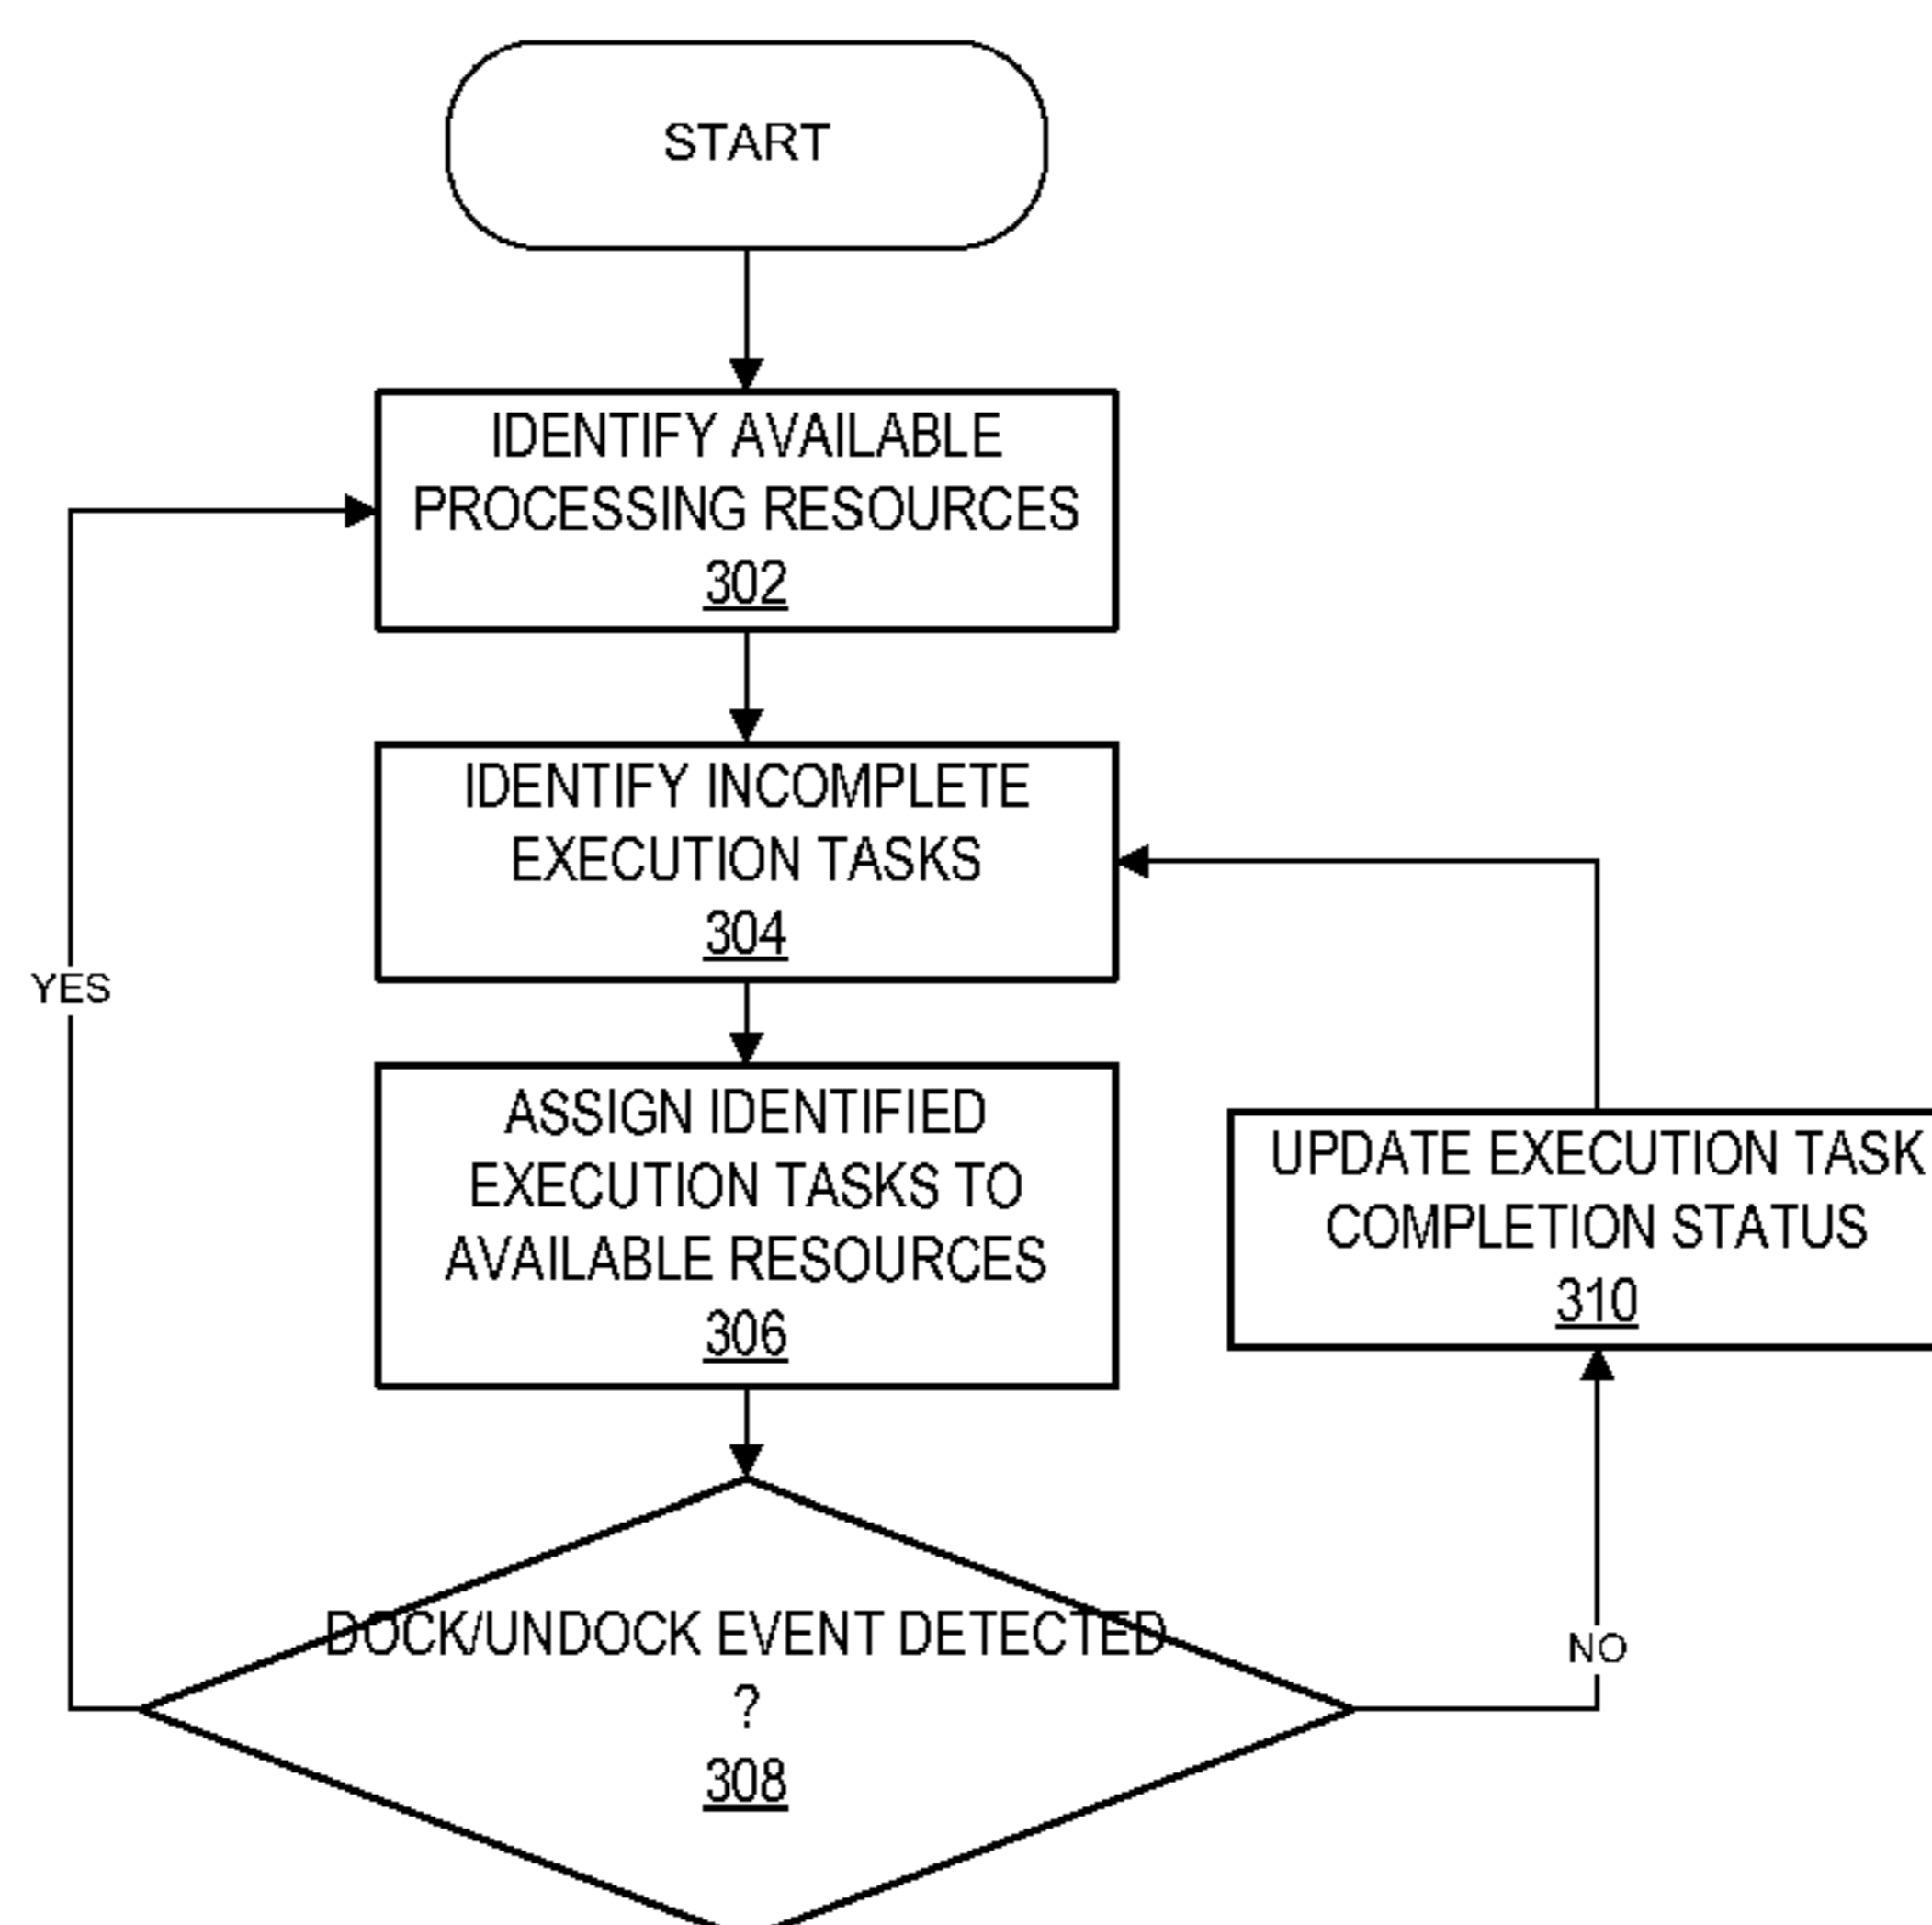 START
IDENTIFY AVAILABLE
PROCESSING RESOURCES
302
IDENTIFY INCOMPLETE
EXECUTION TASKS
304
YES
ASSIGN IDENTIFIED
EXECUTION TASKS TO
AVAILABLE RESOURCES
306
UPDATE EXECUTION TASK
COMPLETION STATUS
310
DOCK/UNDOCK EVENT DETECTED
?
308
NO